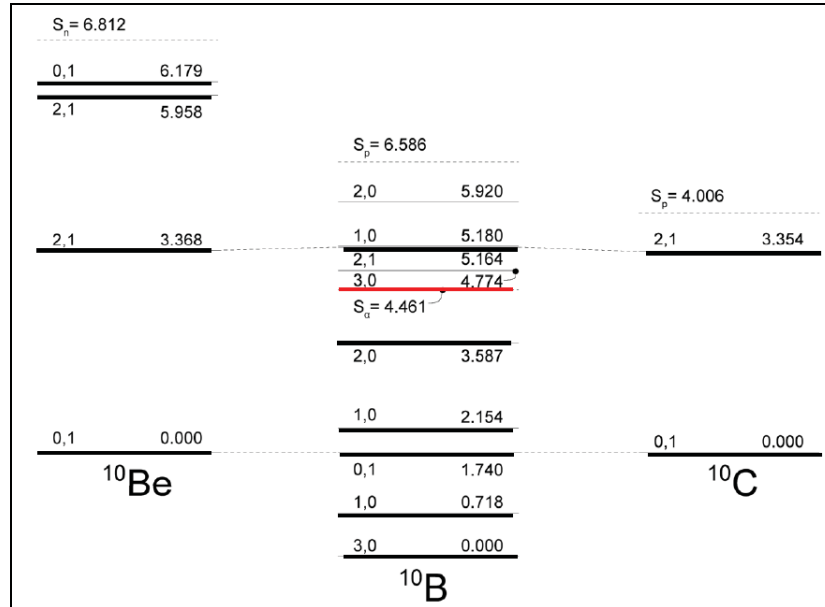 Sₙ= 6.812
0,1 6.179
2,1 5.958
2,1 3.368
0,1 0.000
¹⁰Be
Sₚ= 6.586
2,0 5.920
1,0 5.180
2,1 5.164
3,0 4.774
Sα= 4.461
2,0 3.587
1,0 2.154
0,1 1.740
1,0 0.718
3,0 0.000
¹⁰B
Sₚ= 4.006
2,1 3.354
0,1 0.000
¹⁰C